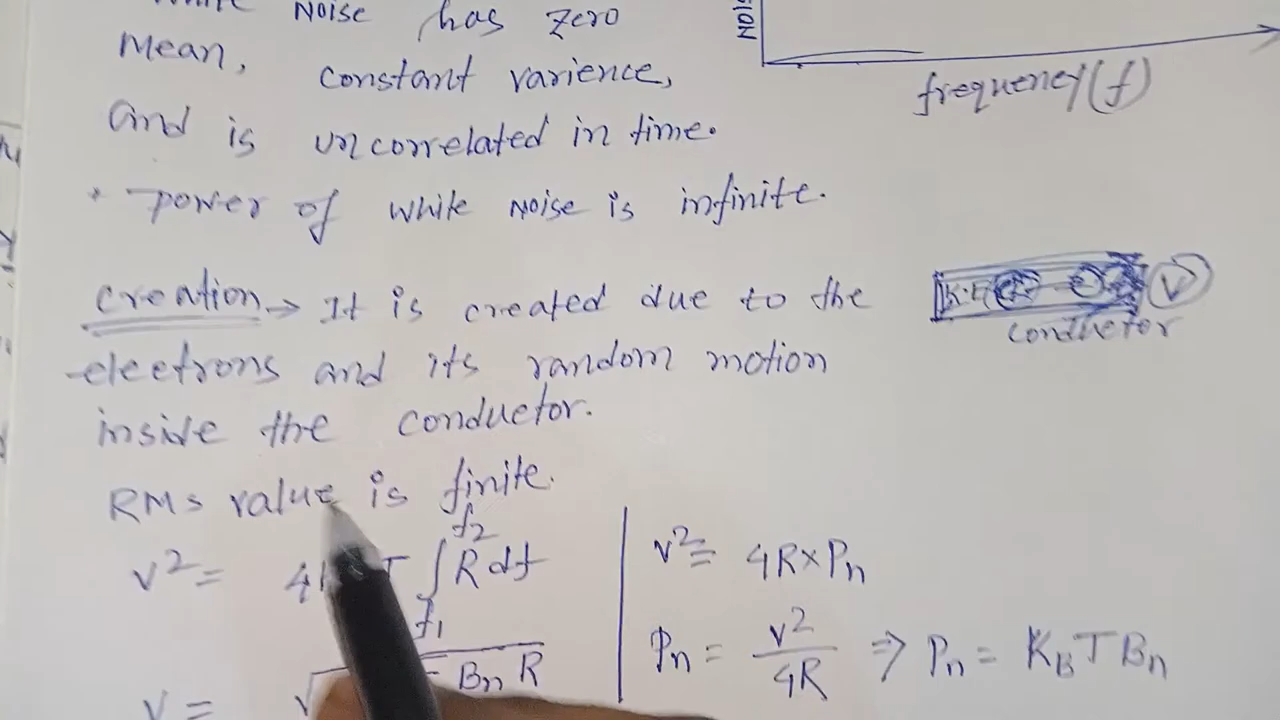 White Noise has zero
Mean, constant varience,
and is uncorrelated in time.
* power of white Noise is infinite.
creation → It is created due to the
electrons and its random motion
inside the conductor.
RMS value is finite.
v² = 4 T ∫ R df
f2
f1
v = √ Bn R
v² = 4R × Pn
Pn = v²/4R ⇒ Pn = KB T Bn
frequency (f)
K.E
V
conductor